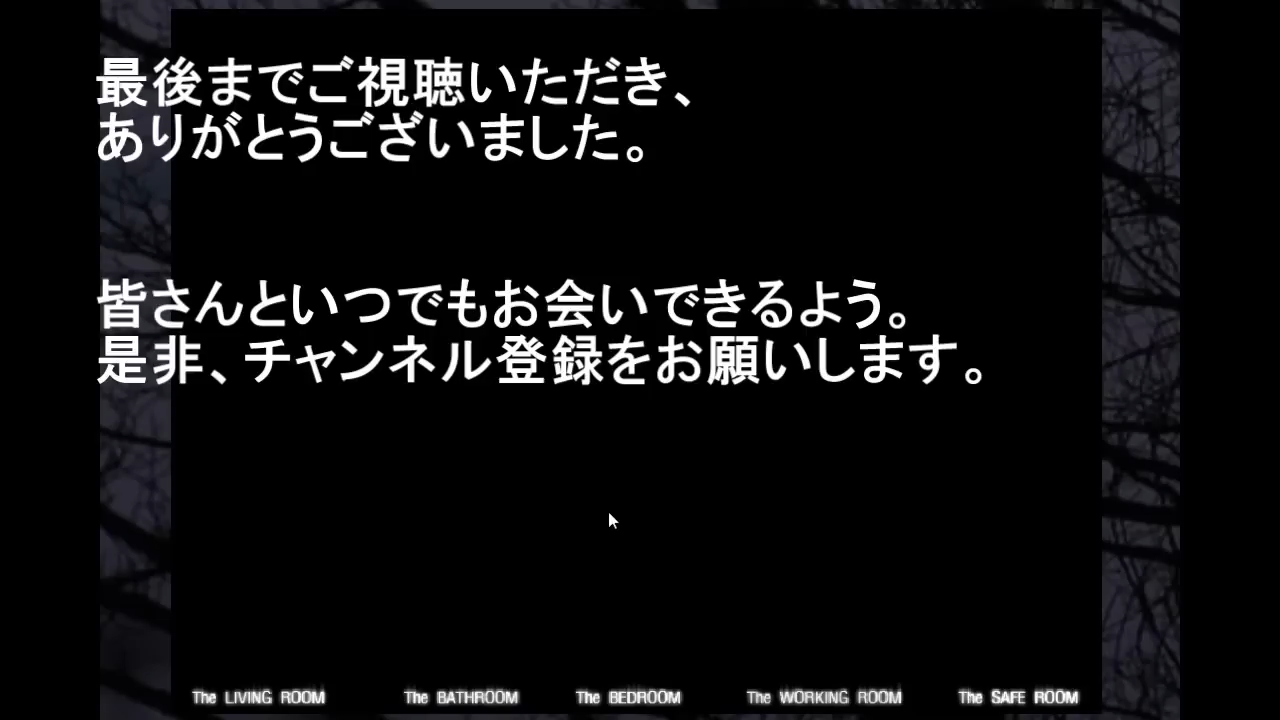 最後までご視聴いただき、
ありがとうございました。
皆さんといつでもお会いできるよう。
是非、チャンネル登録をお願いします。
The LIVING ROOM The BATHROOM The BEDROOM The WORKING ROOM The SAFE ROOM